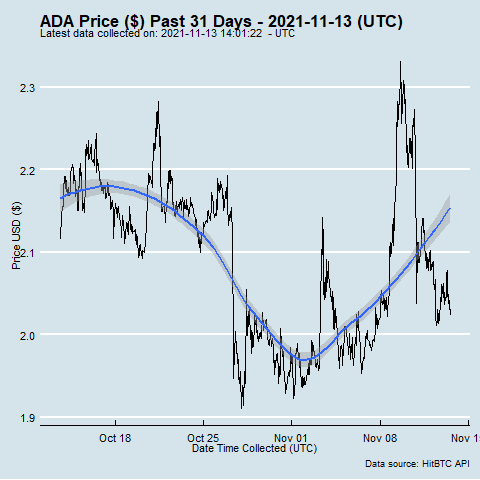 ADA Price ($) Past 31 Days - 2021-11-13 (UTC)
Latest data collected on: 2021-11-13 14:01:22 - UTC
2.3
2.2
2.1
2.0
1.9
Price USD ($)
Oct 18
Oct 25
Nov 01
Nov 08
Nov 15
Date Time Collected (UTC)
Data source: HitBTC API